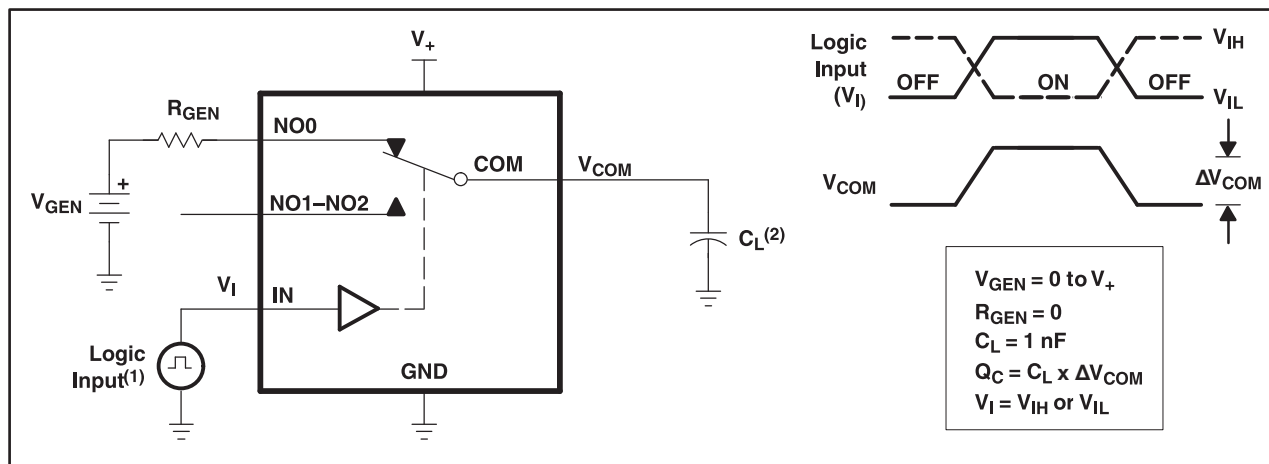 V+
RGEN
NO0
COM
VCOM
+
VGEN
NO1–NO2
CL(2)
VI
IN
Logic
Input(1)
GND
Logic
Input
(VI)
OFF
ON
OFF
VIH
VIL
VCOM
ΔVCOM
VGEN = 0 to V+
RGEN = 0
CL = 1 nF
QC = CL x ΔVCOM
VI = VIH or VIL